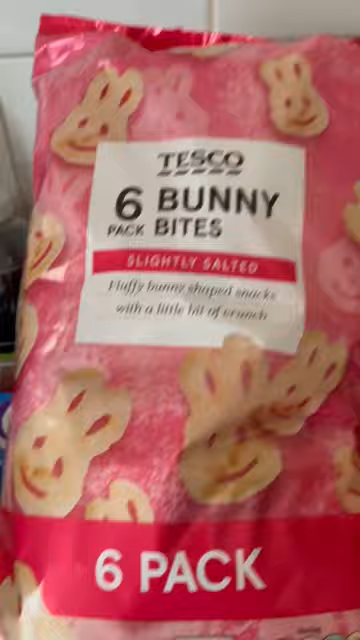 TESCO
6 BUNNY
PACK BITES
SLIGHTLY SALTED
Fluffy bunny shaped snacks
with a little bit of crunch
6 PACK